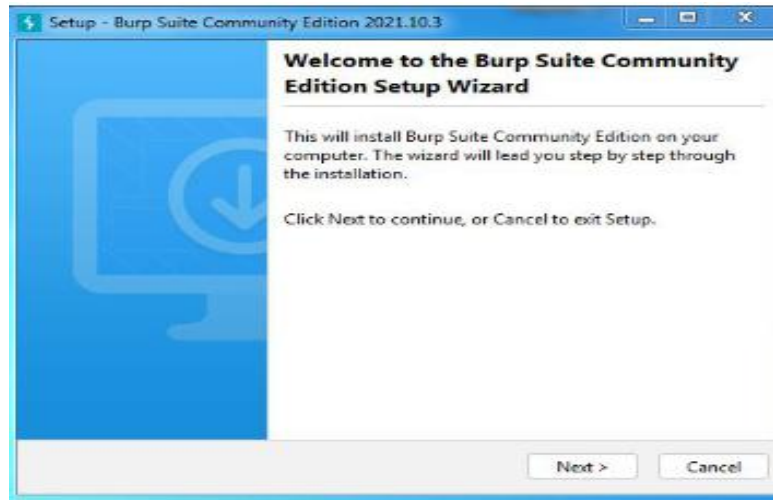 Setup - Burp Suite Community Edition 2021.10.3
Welcome to the Burp Suite Community
Edition Setup Wizard
This will install Burp Suite Community Edition on your
computer. The wizard will lead you step by step through
the installation.
Click Next to continue, or Cancel to exit Setup.
Next >
Cancel